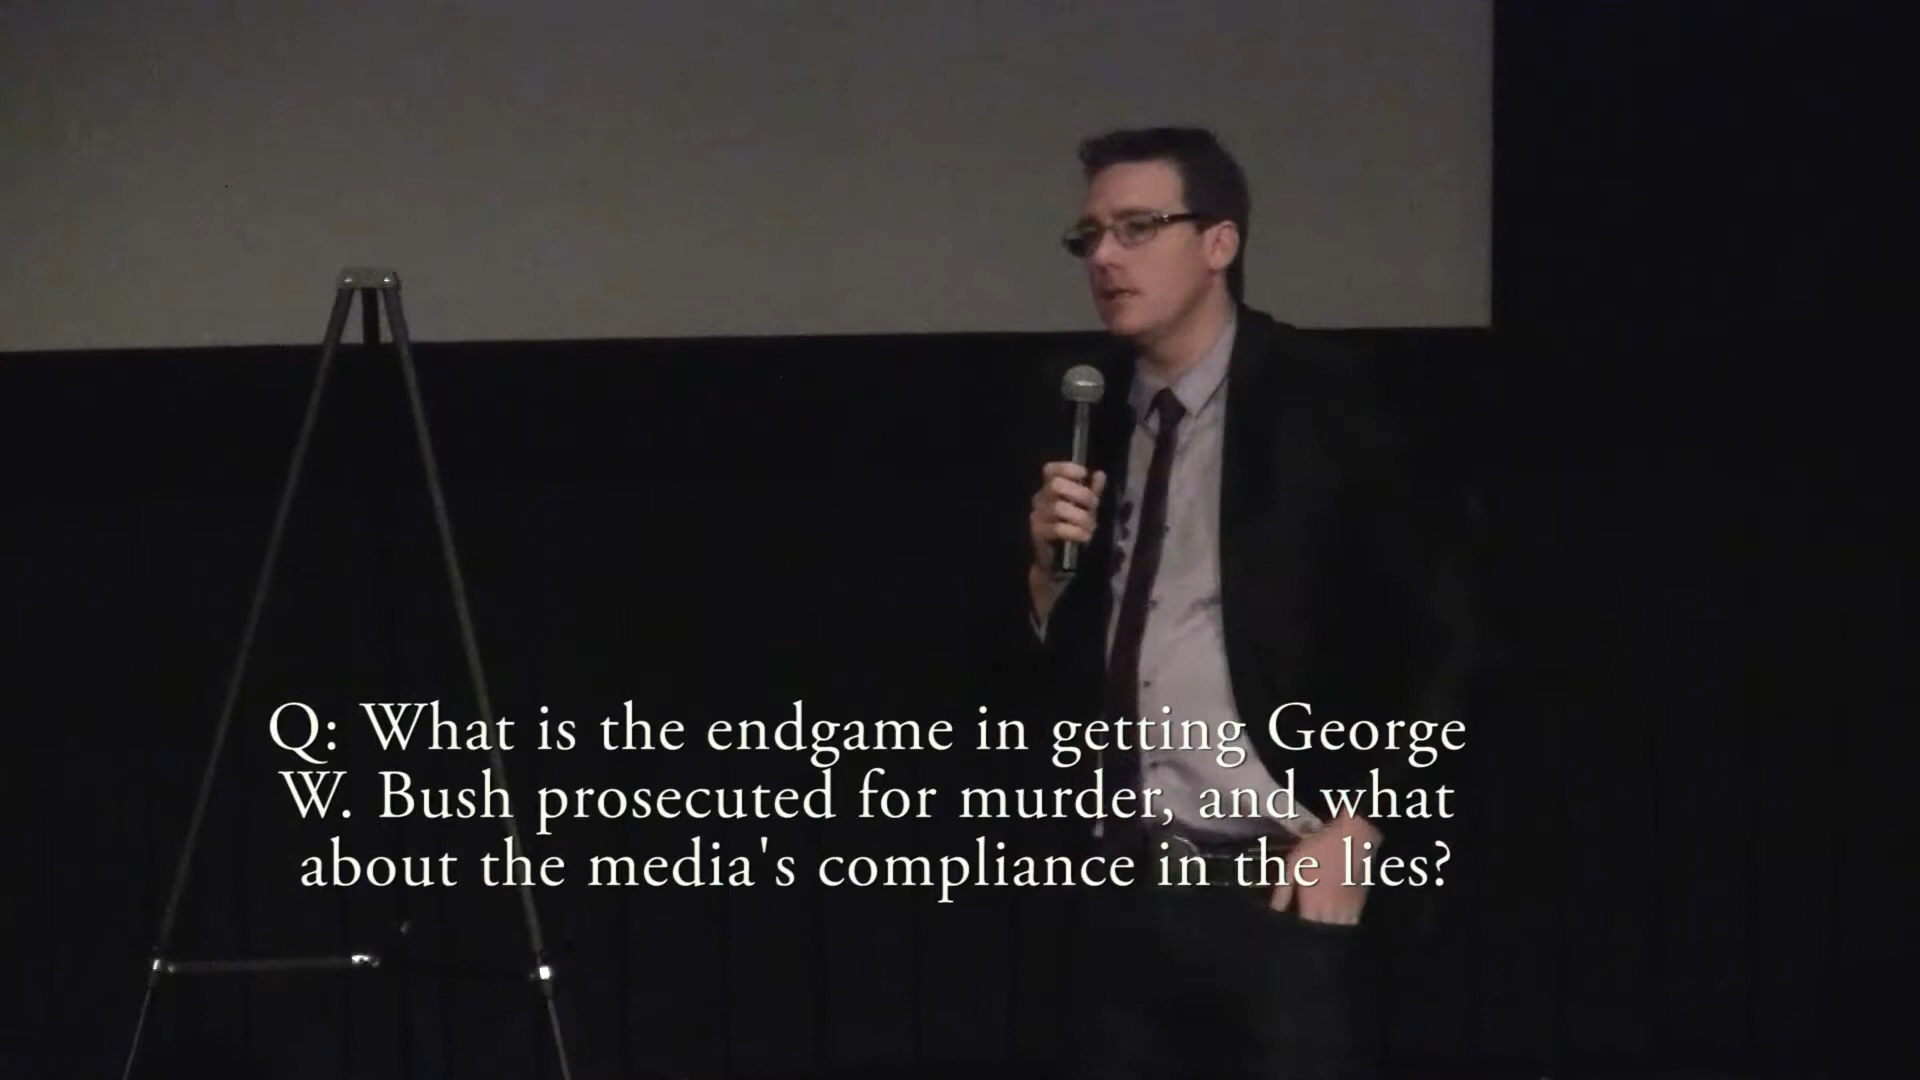 Q: What is the endgame in getting George
W. Bush prosecuted for murder, and what
about the media's compliance in the lies?